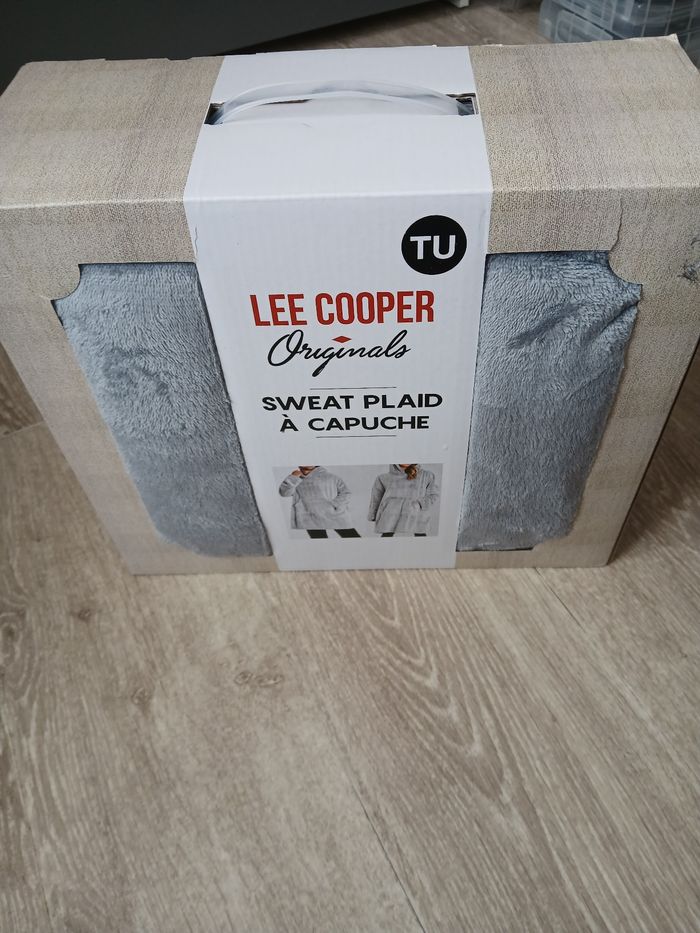 TU
LEE COOPER
Originals
SWEAT PLAID
À CAPUCHE